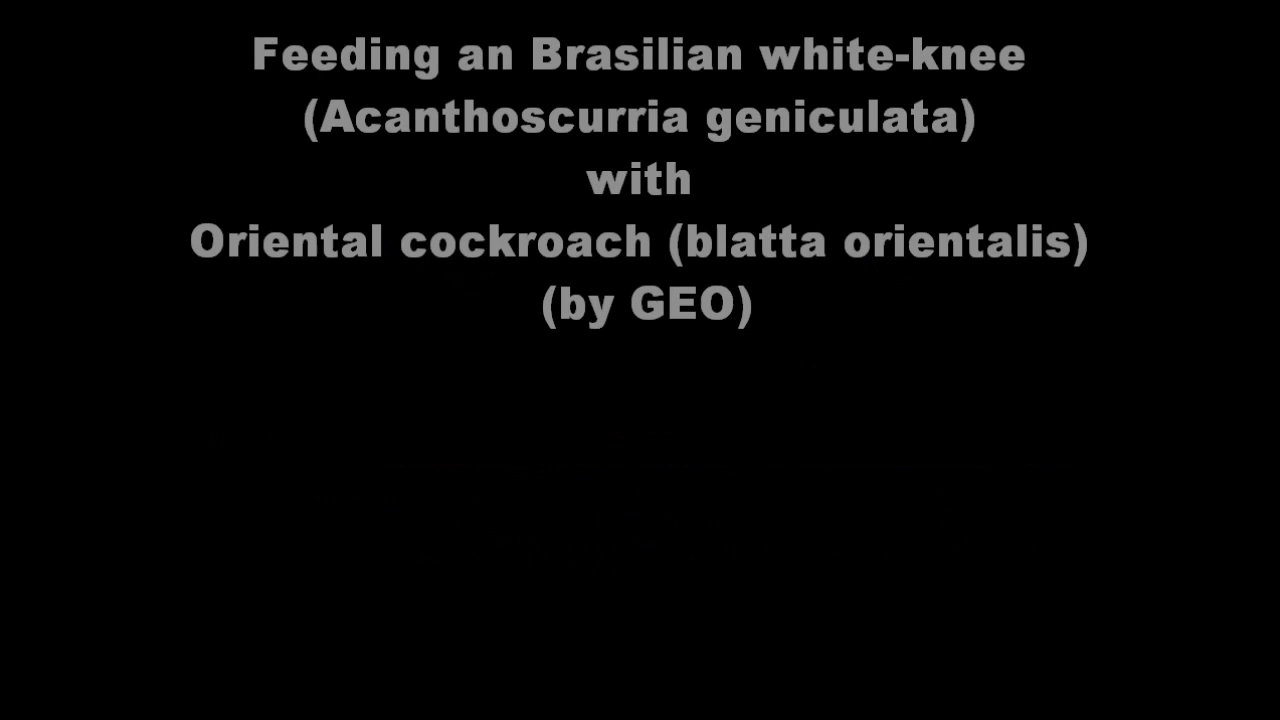 Feeding an Brasilian white-knee
(Acanthoscurria geniculata)
with
Oriental cockroach (blatta orientalis)
(by GEO)